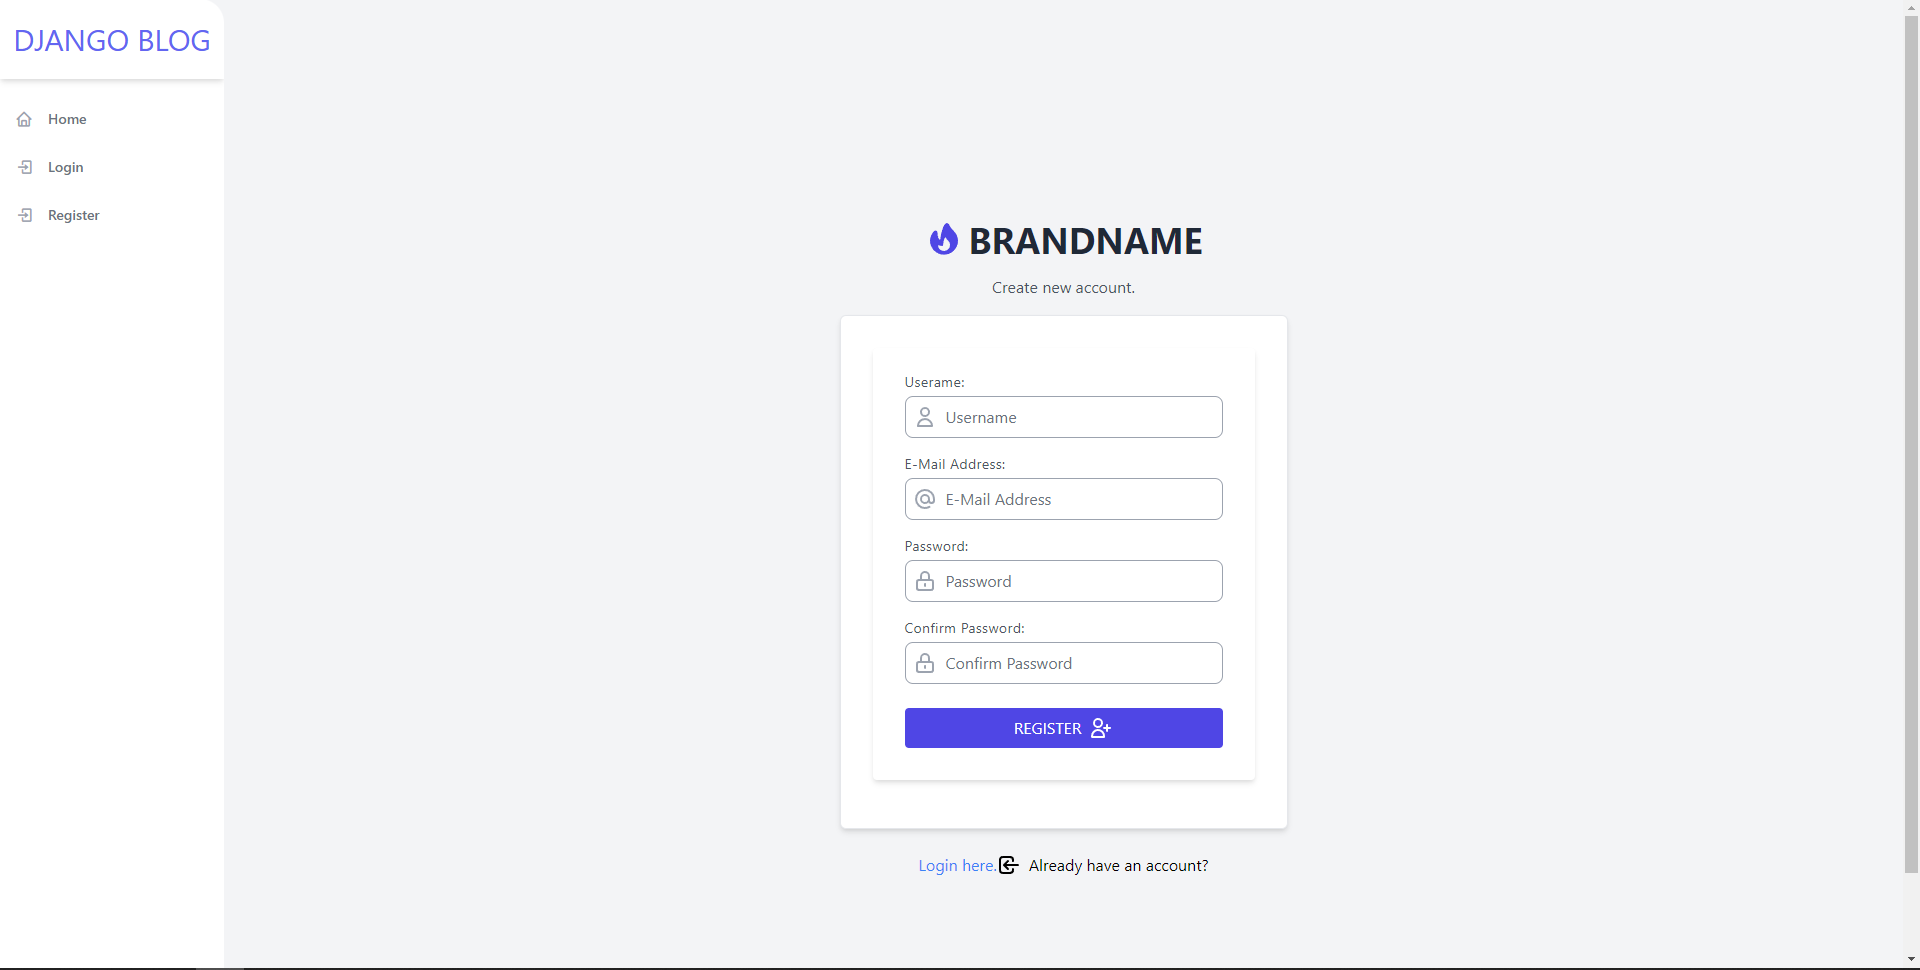 DJANGO BLOG
Home
Login
Register
BRANDNAME
Create new account.
Userame:
Username
E-Mail Address:
E-Mail Address
Password:
Password
Confirm Password:
Confirm Password
REGISTER
Login here. Already have an account?